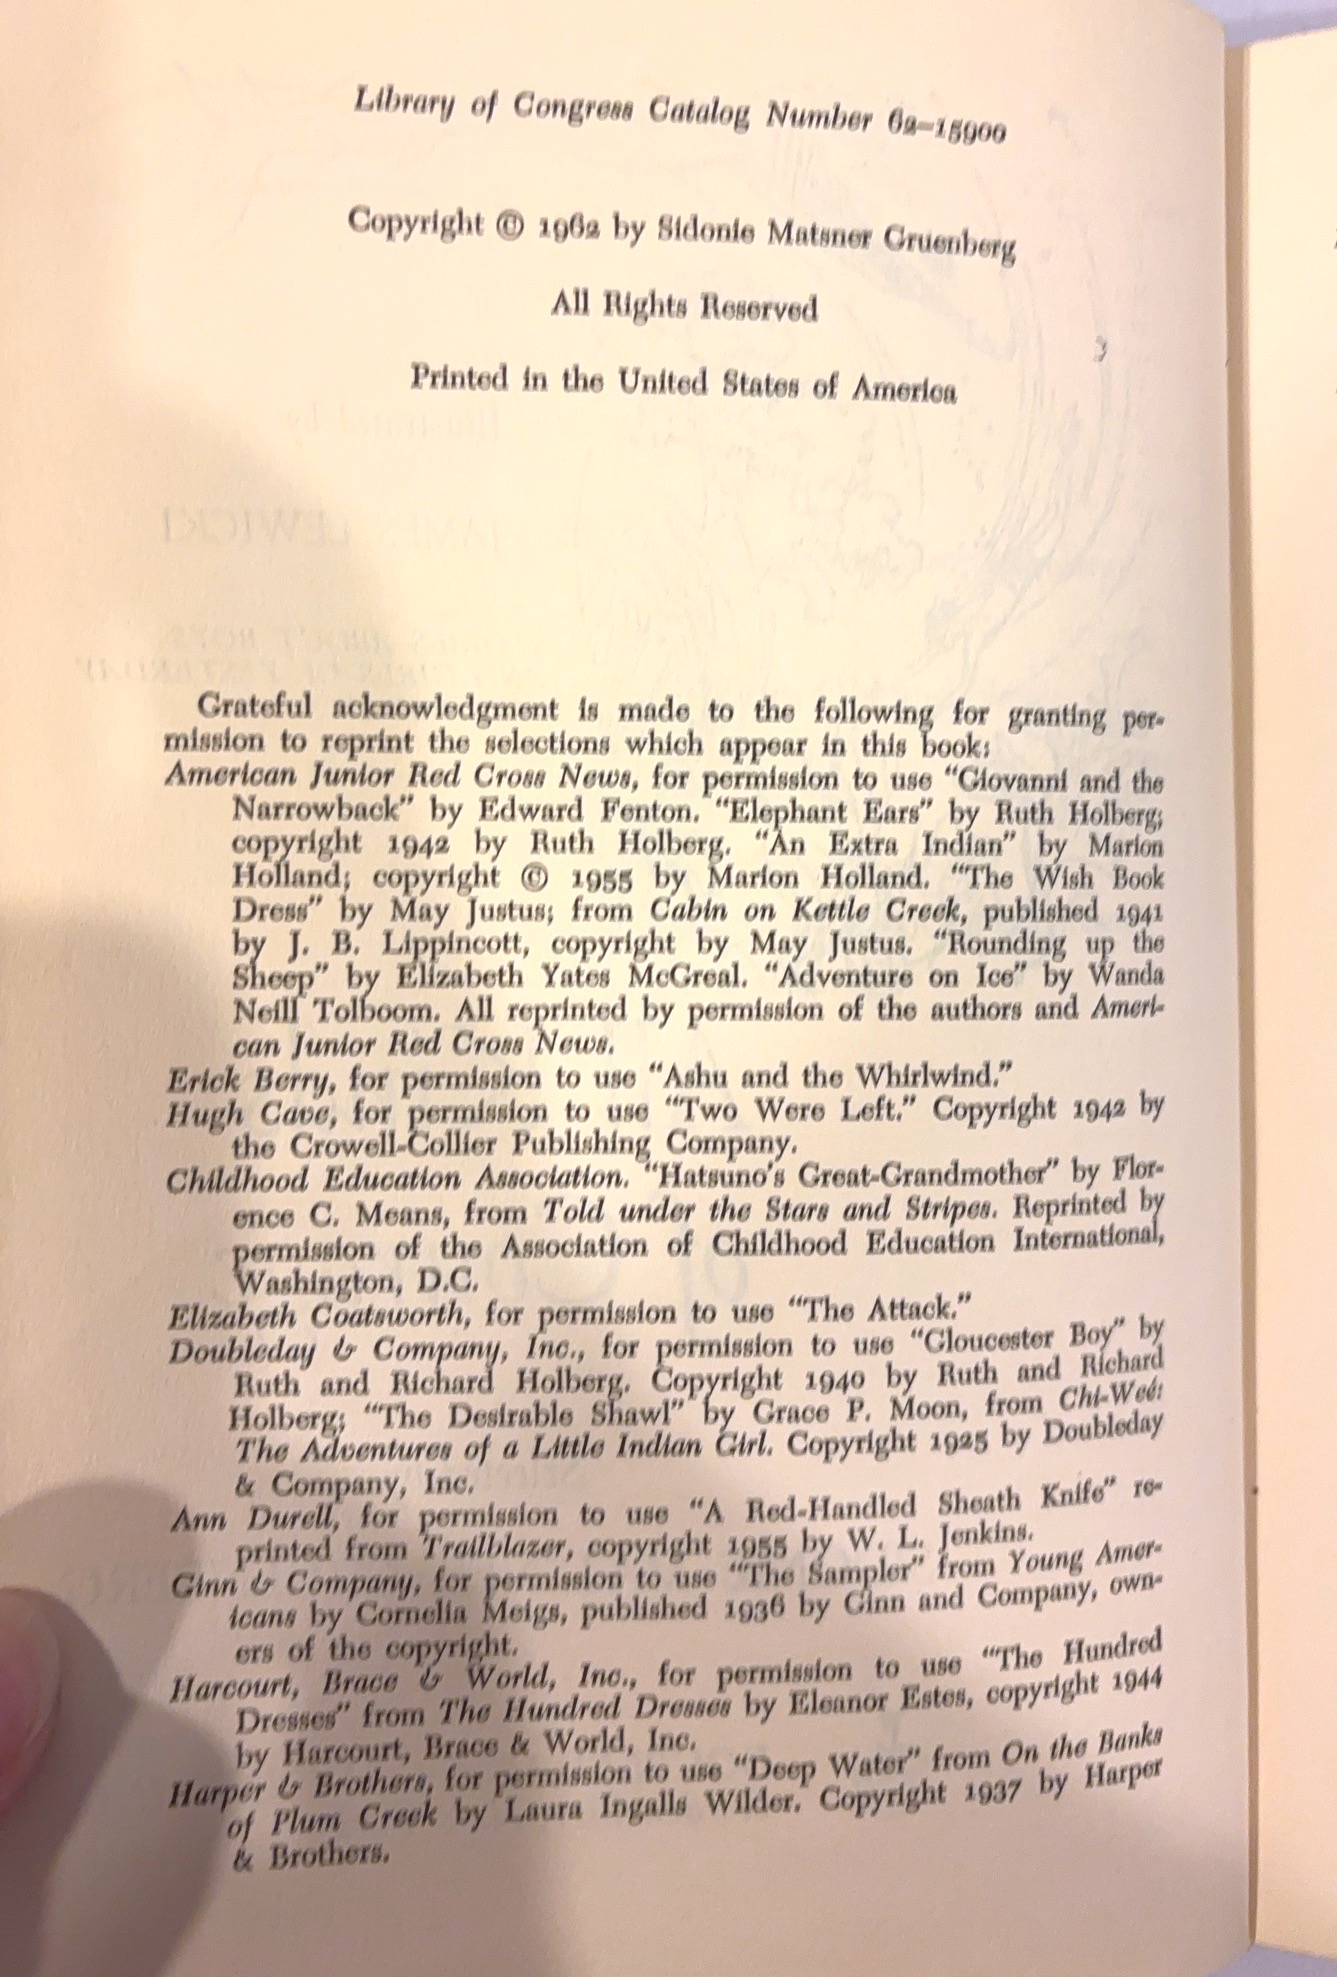 Library of Congress Catalog Number 62–15900
Copyright © 1962 by Sidonie Matsner Gruenberg
All Rights Reserved
Printed in the United States of America
Grateful acknowledgment is made to the following for granting per-
mission to reprint the selections which appear in this book:
American Junior Red Cross News, for permission to use “Giovanni and the
Narrowback” by Edward Fenton. “Elephant Ears” by Ruth Holberg;
copyright 1942 by Ruth Holberg. “An Extra Indian” by Marion
Holland; copyright © 1955 by Marion Holland. “The Wish Book
Dress” by May Justus; from Cabin on Kettle Creek, published 1941
by J. B. Lippincott, copyright by May Justus. “Rounding up the
Sheep” by Elizabeth Yates McGreal. “Adventure on Ice” by Wanda
Neill Tolboom. All reprinted by permission of the authors and Ameri-
can Junior Red Cross News.
Erick Berry, for permission to use “Ashu and the Whirlwind.”
Hugh Cave, for permission to use “Two Were Left.” Copyright 1942 by
the Crowell-Collier Publishing Company.
Childhood Education Association. “Hatsuno’s Great-Grandmother” by Flor-
ence C. Means, from Told under the Stars and Stripes. Reprinted by
permission of the Association of Childhood Education International,
Washington, D.C.
Elizabeth Coatsworth, for permission to use “The Attack.”
Doubleday & Company, Inc., for permission to use “Gloucester Boy” by
Ruth and Richard Holberg. Copyright 1940 by Ruth and Richard
Holberg; “The Desirable Shawl” by Grace P. Moon, from Chi-Weé:
The Adventures of a Little Indian Girl. Copyright 1925 by Doubleday
& Company, Inc.
Ann Durell, for permission to use “A Red-Handled Sheath Knife” re-
printed from Trailblazer, copyright 1955 by W. L. Jenkins.
Ginn & Company, for permission to use “The Sampler” from Young Amer-
icans by Cornelia Meigs, published 1936 by Ginn and Company, own-
ers of the copyright.
Harcourt, Brace & World, Inc., for permission to use “The Hundred
Dresses” from The Hundred Dresses by Eleanor Estes, copyright 1944
by Harcourt, Brace & World, Inc.
Harper & Brothers, for permission to use “Deep Water” from On the Banks
of Plum Creek by Laura Ingalls Wilder. Copyright 1937 by Harper
& Brothers.